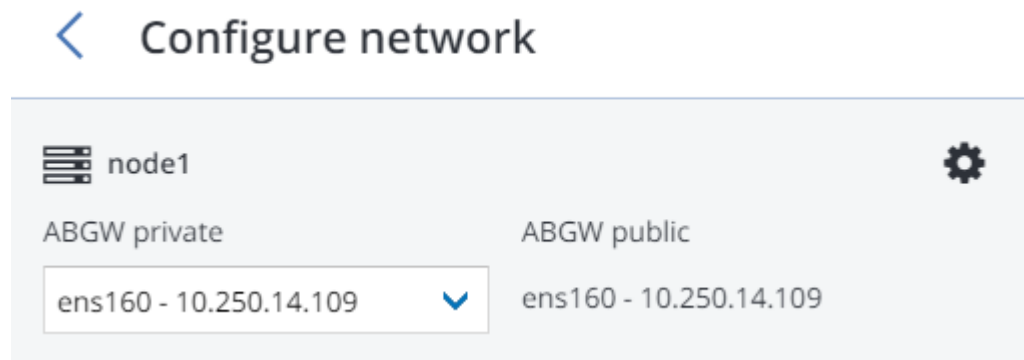 Configure network
node1
ABGW private
ABGW public
ens160 - 10.250.14.109
ens160 - 10.250.14.109